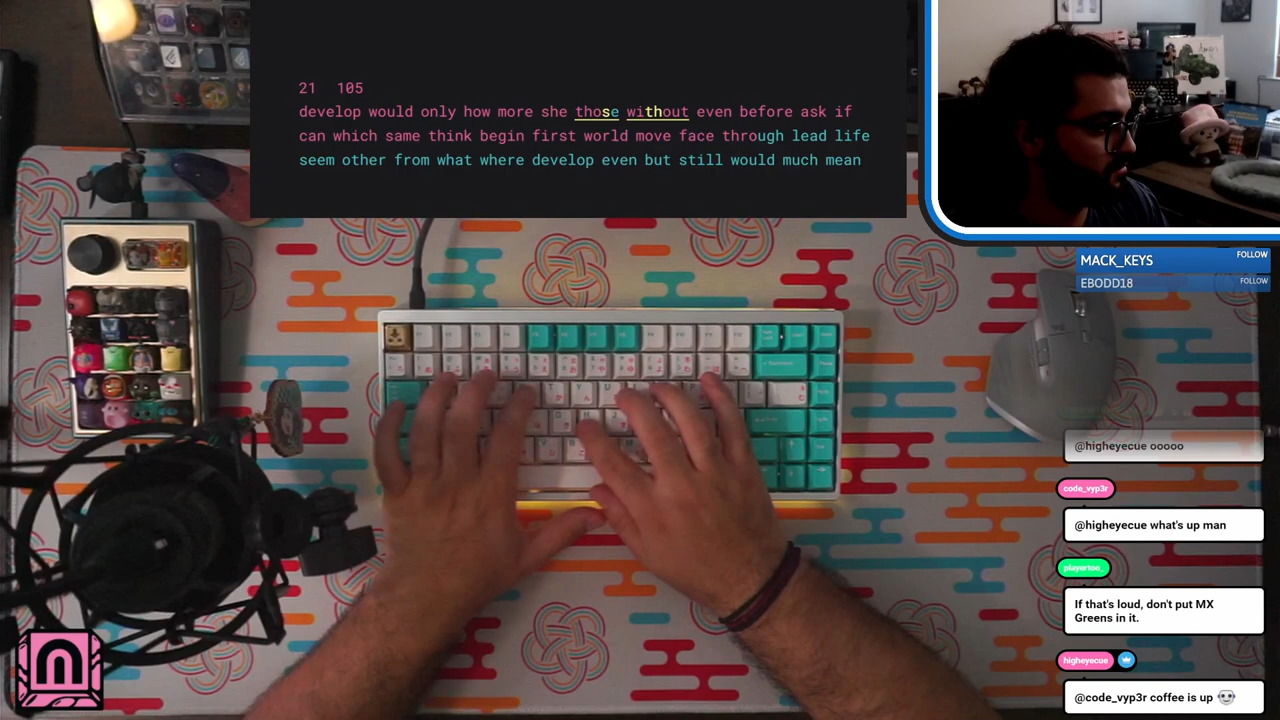 21 105
develop would only how more she those without even before ask if
can which same think begin first world move face through lead life
seem other from what where develop even but still would much mean
MACK_KEYS FOLLOW
EBODD18 FOLLOW
@higheyecue ooooo
code_vyp3r
@higheyecue what's up man
playertoo_
If that's loud, don't put MX
Greens in it.
higheyecue
@code_vyp3r coffee is up